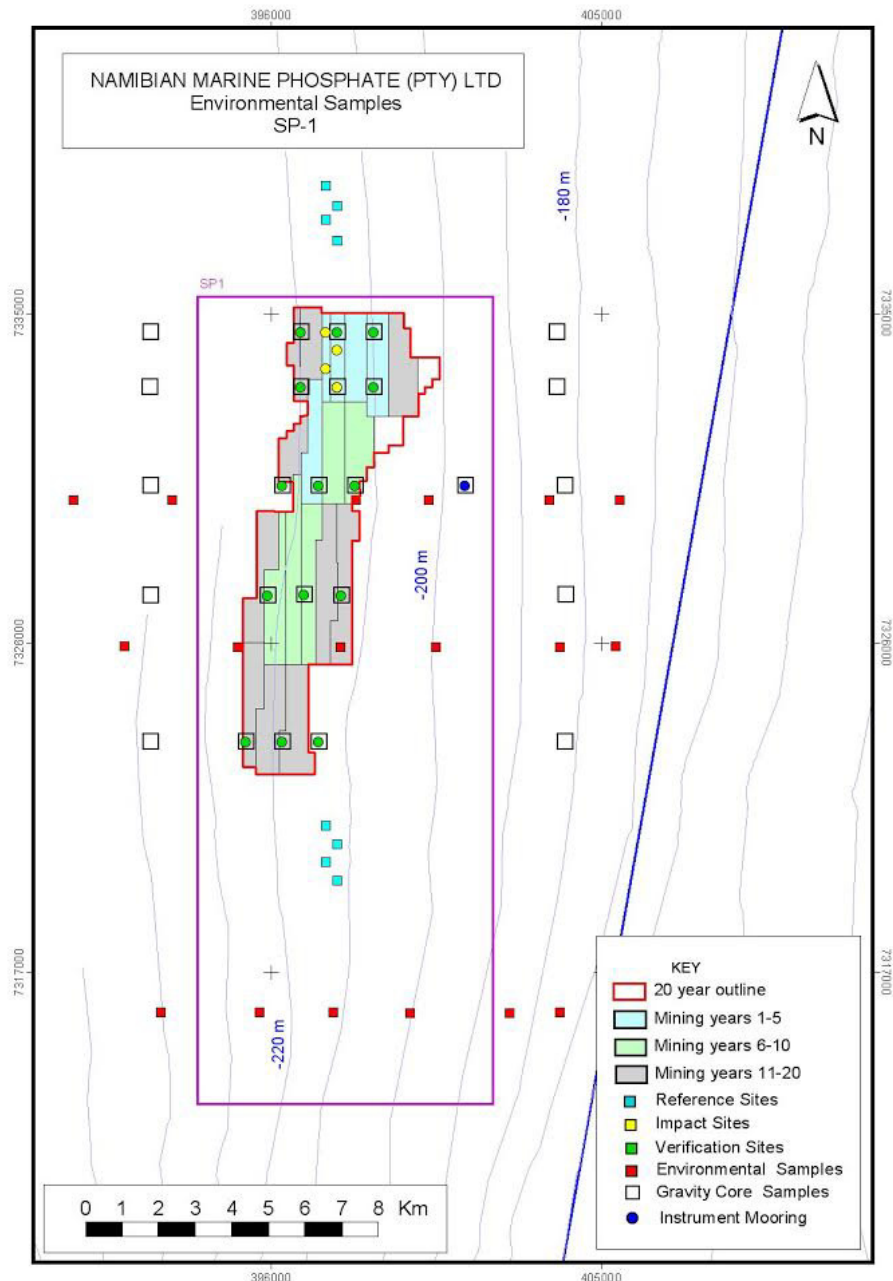 396000
405000
NAMIBIAN MARINE PHOSPHATE (PTY) LTD
Environmental Samples
SP-1
N
-180 m
SP1
7335000
7335000
-200 m
7326000
7326000
7317000
7317000
-220 m
KEY
20 year outline
Mining years 1-5
Mining years 6-10
Mining years 11-20
Reference Sites
Impact Sites
Verification Sites
Environmental Samples
Gravity Core Samples
Instrument Mooring
0 1 2 3 4 5 6 7 8 Km
396000
405000